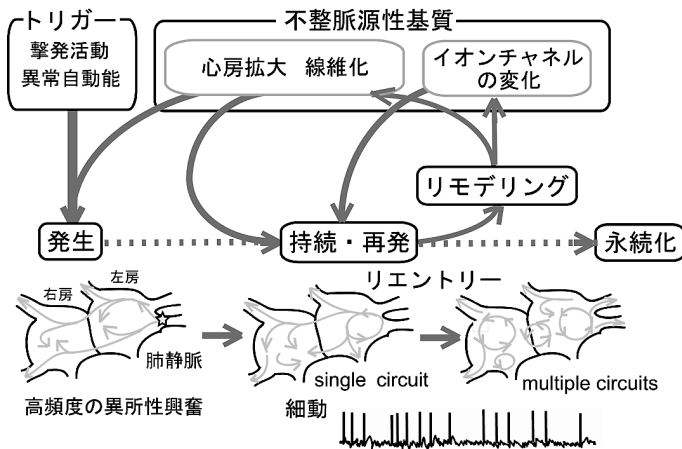 トリガー
撃発活動
異常自動能
不整脈源性基質
心房拡大 線維化
イオンチャネル
の変化
リモデリング
発生
持続・再発
永続化
リエントリー
右房
左房
肺静脈
single circuit
multiple circuits
高頻度の異所性興奮
細動